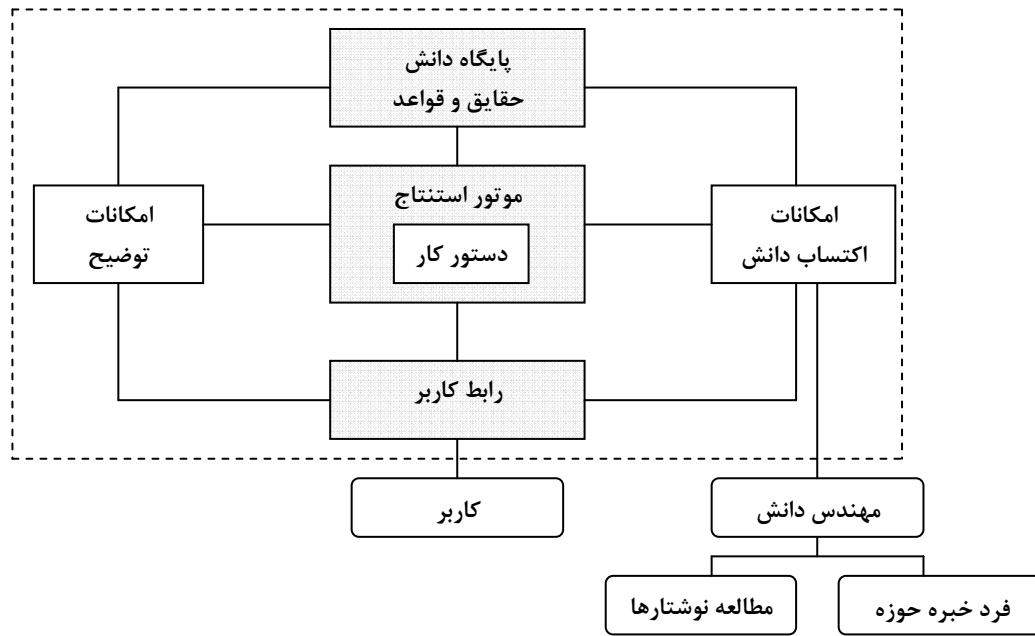 پایگاه دانش
حقایق و قواعد
موتور استنتاج
دستور کار
امکانات
اکتساب دانش
امکانات
توضیح
رابط کاربر
کاربر
مهندس دانش
فرد خبره حوزه
مطالعه نوشتارها